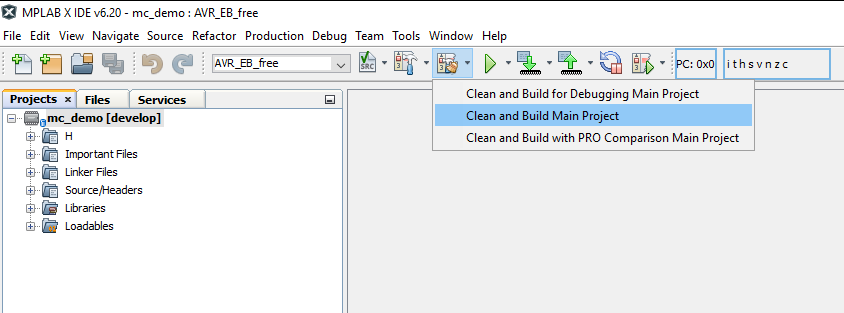 MPLAB X IDE v6.20 - mc_demo : AVR_EB_free
File Edit View Navigate Source Refactor Production Debug Team Tools Window Help
AVR_EB_free SRC PC: 0x0 i t h s v n z c
Projects x Files Services
Clean and Build for Debugging Main Project
Clean and Build Main Project
Clean and Build with PRO Comparison Main Project
mc_demo [develop]
H
Important Files
Linker Files
Source/Headers
Libraries
Loadables